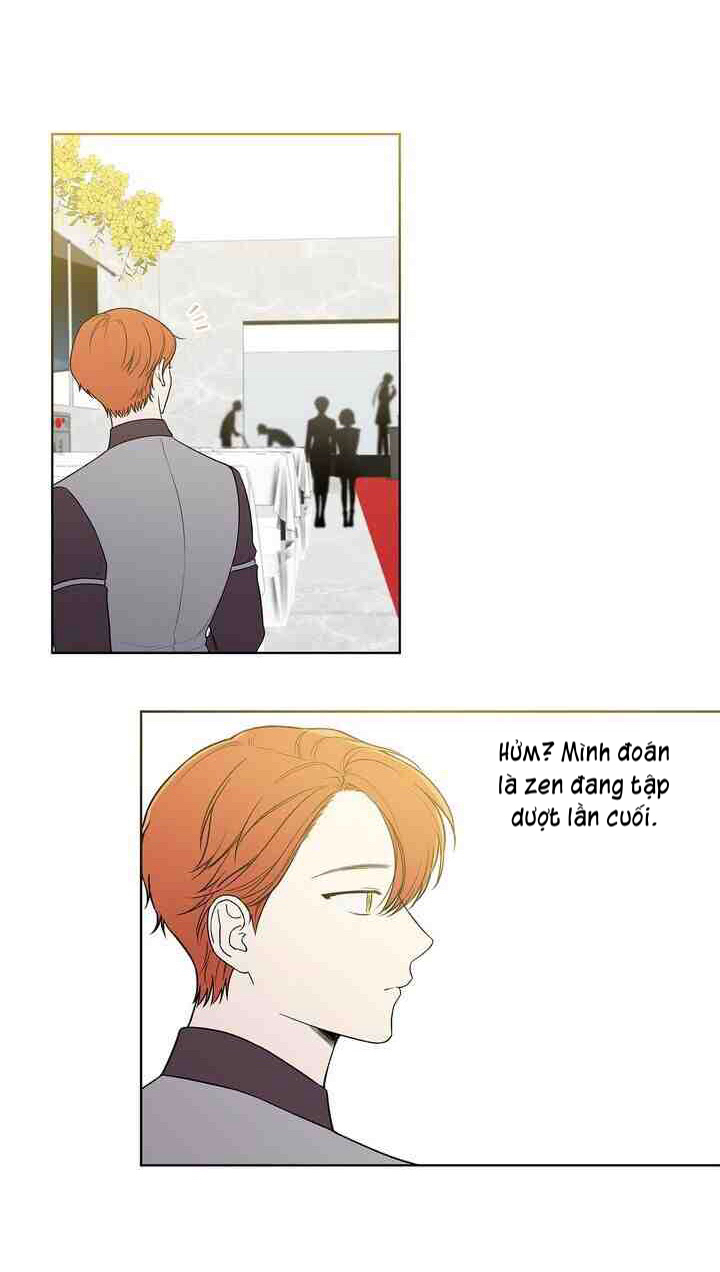 Hửm? Mình đoán
là zen đang tập
dượt lần cuối.